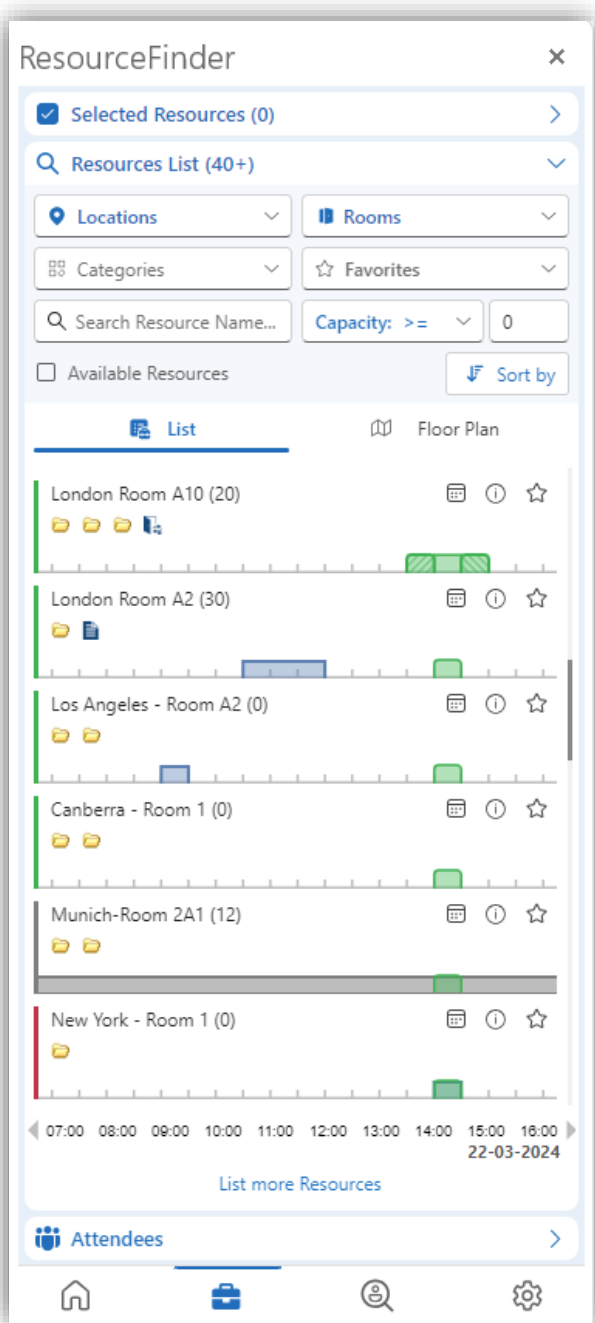 ResourceFinder
Selected Resources (0)
Resources List (40+)
Locations Rooms
Categories Favorites
Search Resource Name... Capacity: >= 0
Available Resources Sort by
List Floor Plan
London Room A10 (20)
London Room A2 (30)
Los Angeles - Room A2 (0)
Canberra - Room 1 (0)
Munich-Room 2A1 (12)
New York - Room 1 (0)
07:00 08:00 09:00 10:00 11:00 12:00 13:00 14:00 15:00 16:00
22-03-2024
List more Resources
Attendees